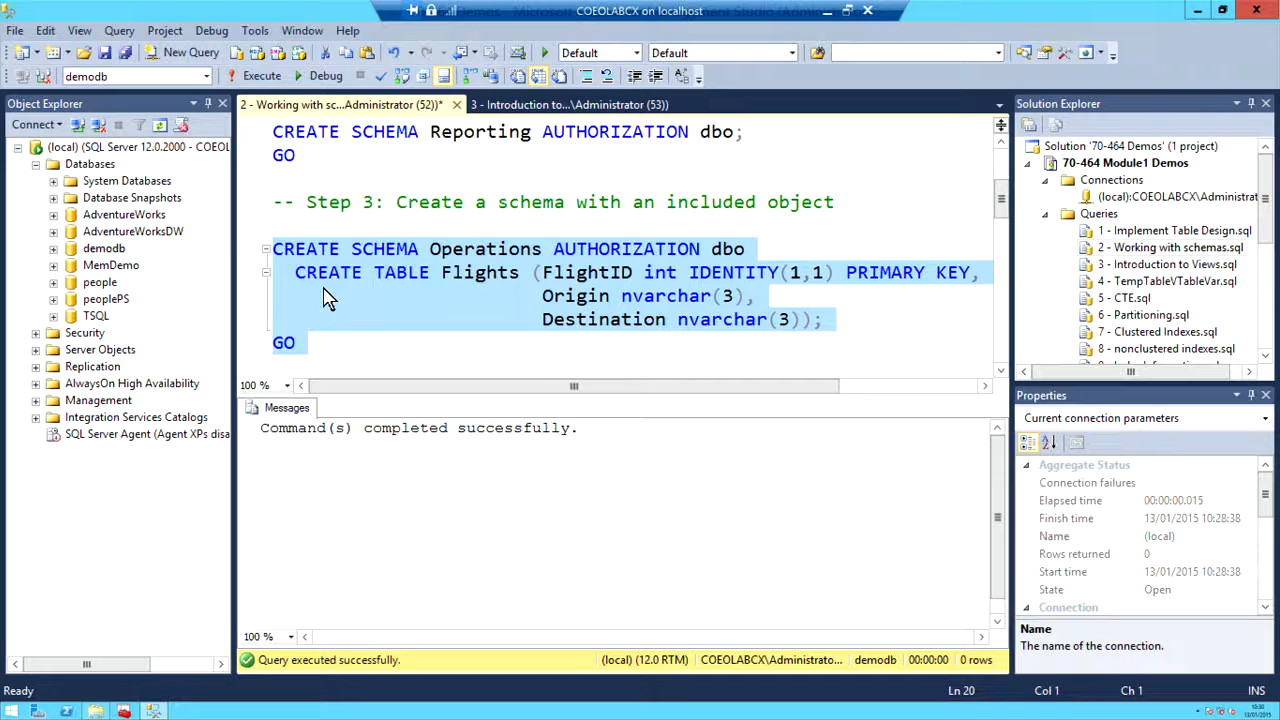 COEOLABCX on localhost
File Edit View Query Project Debug Tools Window Help
New Query Default Default
demodb Execute Debug
Object Explorer
Connect
(local) (SQL Server 12.0.2000 - COEOL
Databases
System Databases
Database Snapshots
AdventureWorks
AdventureWorksDW
demodb
MemDemo
people
peoplePS
TSQL
Security
Server Objects
Replication
AlwaysOn High Availability
Management
Integration Services Catalogs
SQL Server Agent (Agent XPs disa
2 - Working with sc...Administrator (52))*
3 - Introduction to...\Administrator (53))
CREATE SCHEMA Reporting AUTHORIZATION dbo;
GO
-- Step 3: Create a schema with an included object
CREATE SCHEMA Operations AUTHORIZATION dbo
CREATE TABLE Flights (FlightID int IDENTITY(1,1) PRIMARY KEY,
Origin nvarchar(3),
Destination nvarchar(3));
GO
100 %
Messages
Command(s) completed successfully.
100 %
Query executed successfully.
(local) (12.0 RTM) COEOLABCX\Administrato... demodb 00:00:00 0 rows
Solution Explorer
Solution '70-464 Demos' (1 project)
70-464 Module1 Demos
Connections
(local):COEOLABCX\Administrat
Queries
1 - Implement Table Design.sql
2 - Working with schemas.sql
3 - Introduction to Views.sql
4 - TempTableVTableVar.sql
5 - CTE.sql
6 - Partitioning.sql
7 - Clustered Indexes.sql
8 - nonclustered indexes.sql
Properties
Current connection parameters
Aggregate Status
Connection failures
Elapsed time 00:00:00.015
Finish time 13/01/2015 10:28:38
Name (local)
Rows returned 0
Start time 13/01/2015 10:28:38
State Open
Connection
Name
The name of the connection.
Ready Ln 20 Col 1 Ch 1 INS
10:30
13/01/2015